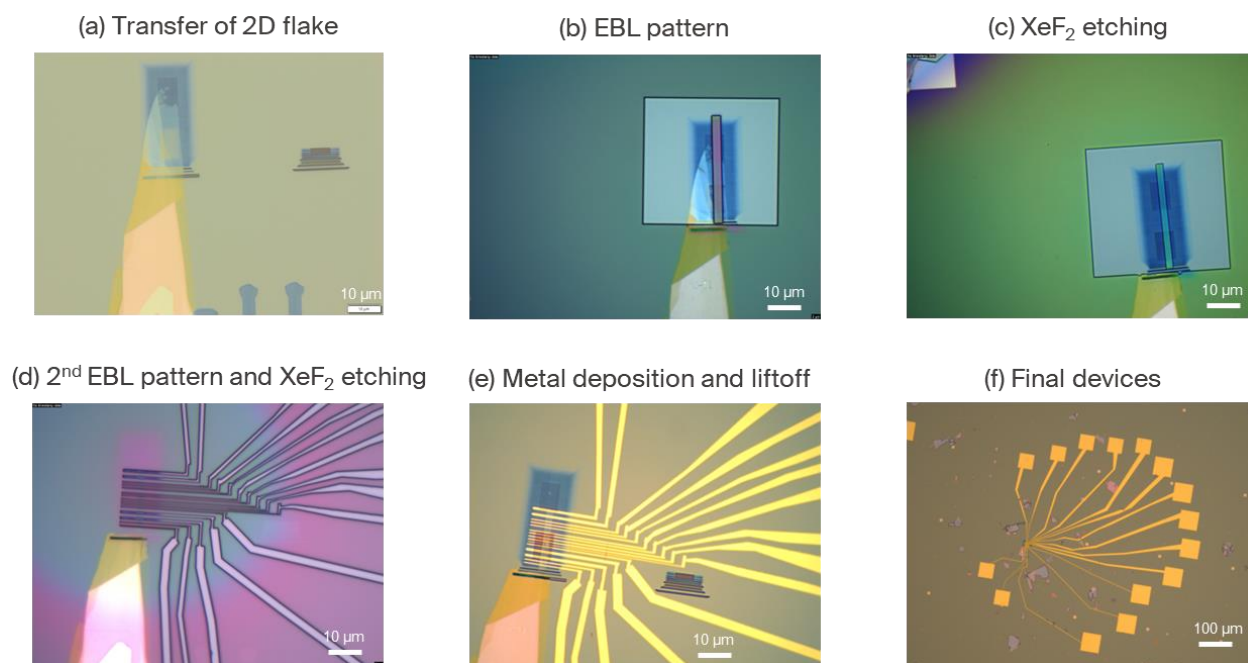 (a) Transfer of 2D flake
(b) EBL pattern
(c) XeF₂ etching
10 μm
10 μm
10 μm
(d) 2nd EBL pattern and XeF₂ etching
(e) Metal deposition and liftoff
(f) Final devices
10 μm
10 μm
100 μm